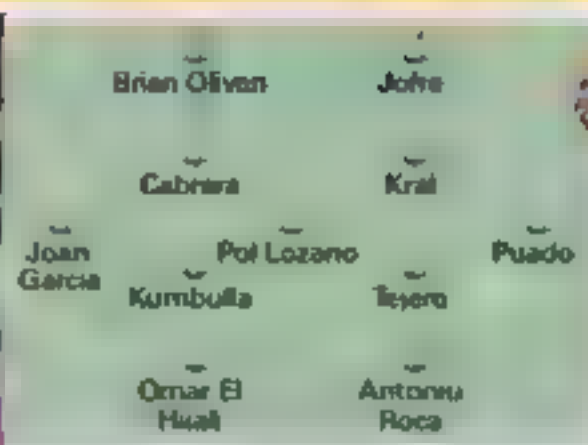 Brian Olivan
Jofre
Cabrera
Kral
Joan
Garcia
Pol Lozano
Puado
Kumbulla
Tejero
Omar El
Hilali
Antoniu
Roca